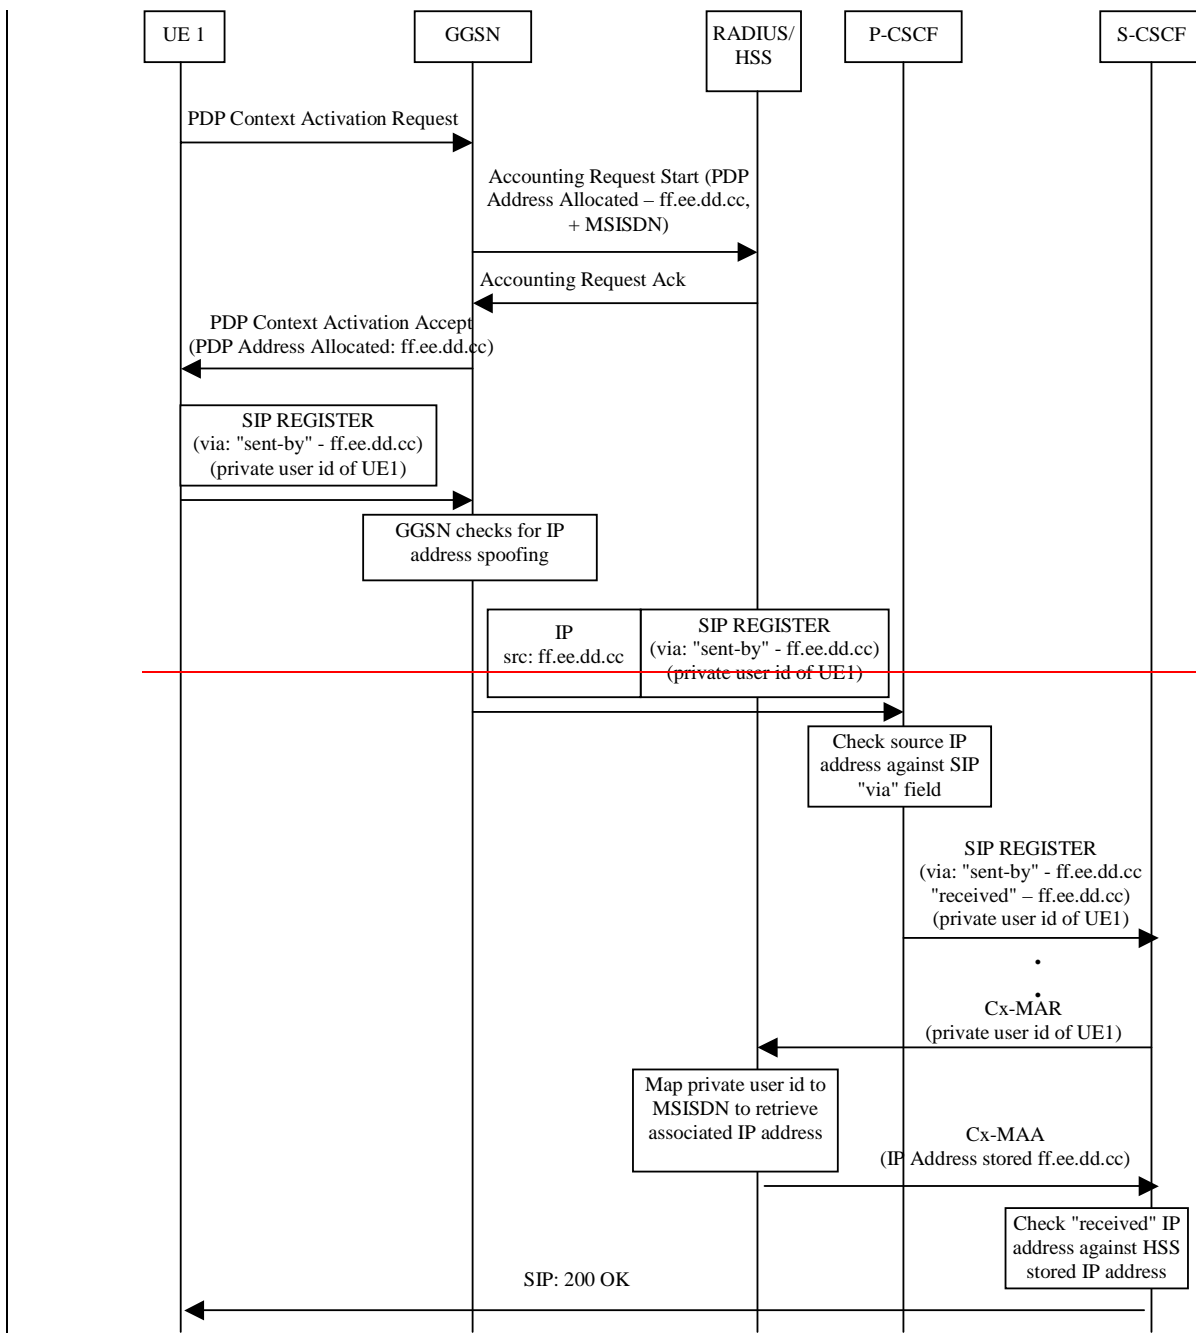 UE 1
GGSN
RADIUS/
HSS
P-CSCF
S-CSCF
PDP Context Activation Request
Accounting Request Start (PDP
Address Allocated – ff.ee.dd.cc,
+ MSISDN)
Accounting Request Ack
PDP Context Activation Accept
(PDP Address Allocated: ff.ee.dd.cc)
SIP REGISTER
(via: "sent-by" - ff.ee.dd.cc)
(private user id of UE1)
GGSN checks for IP
address spoofing
IP
src: ff.ee.dd.cc
SIP REGISTER
(via: "sent-by" - ff.ee.dd.cc)
(private user id of UE1)
Check source IP
address against SIP
"via" field
SIP REGISTER
(via: "sent-by" - ff.ee.dd.cc
"received" – ff.ee.dd.cc)
(private user id of UE1)
Cx-MAR
(private user id of UE1)
Map private user id to
MSISDN to retrieve
associated IP address
Cx-MAA
(IP Address stored ff.ee.dd.cc)
Check "received" IP
address against HSS
stored IP address
SIP: 200 OK